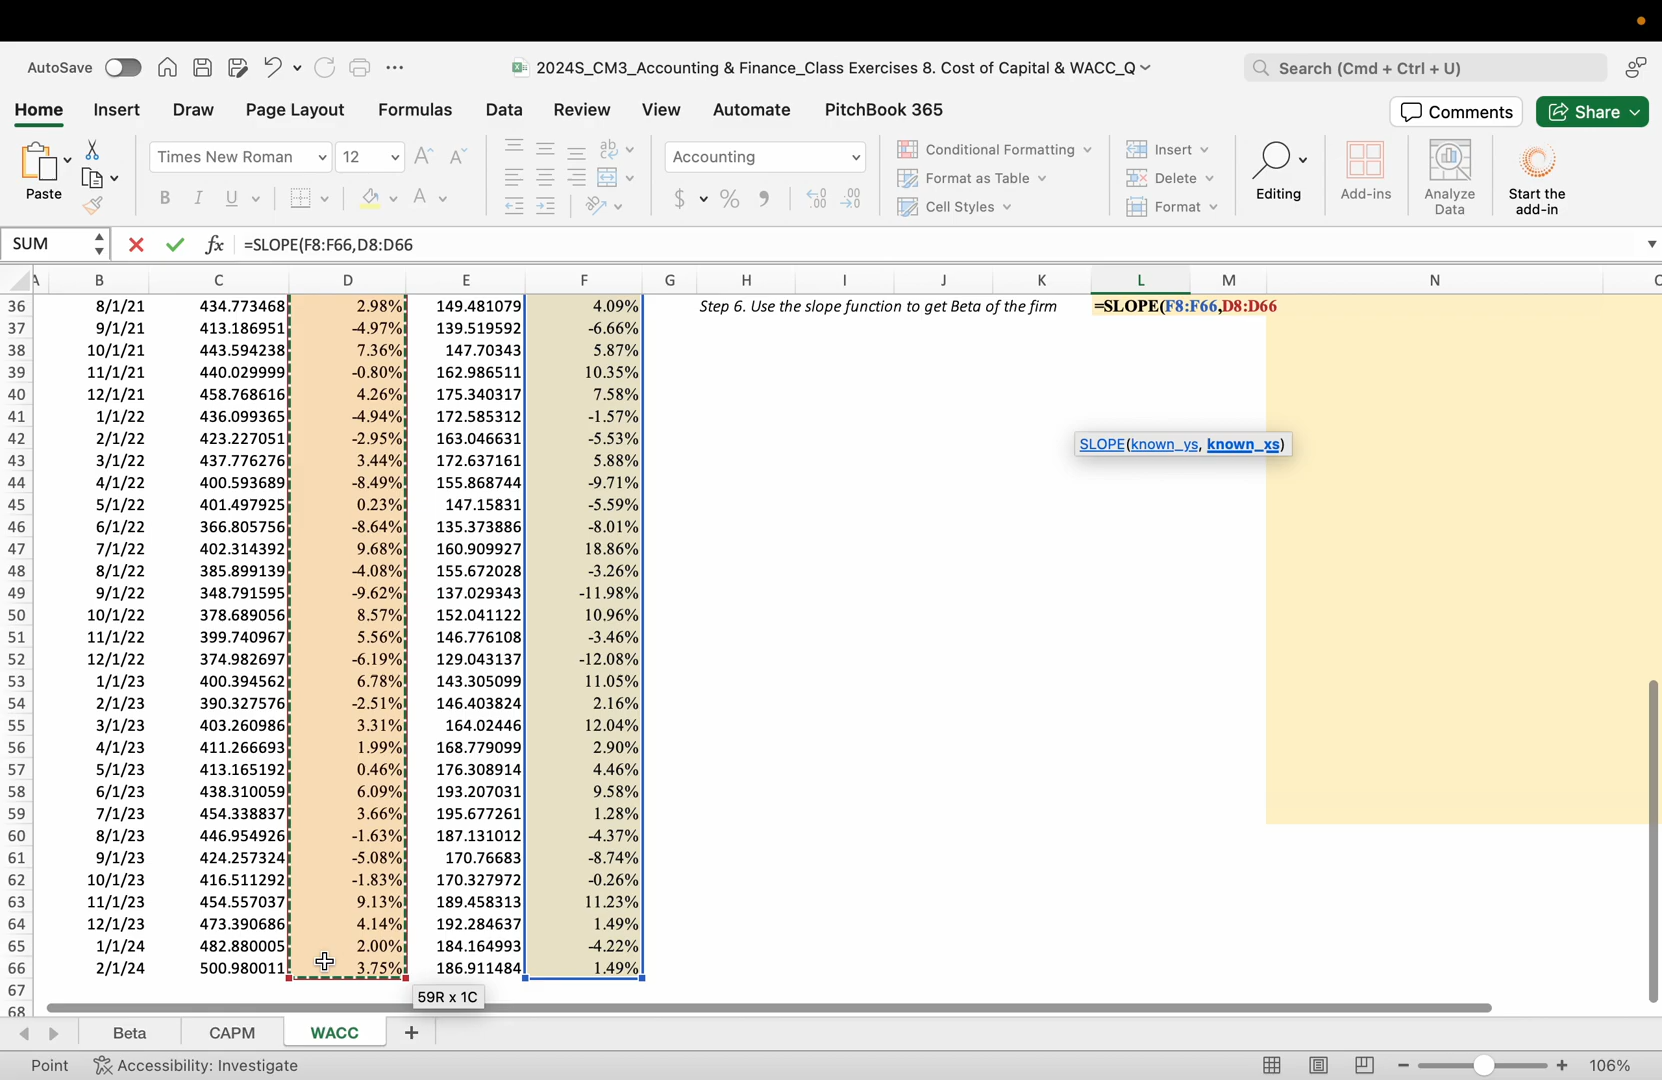 AutoSave
2024S_CM3_Accounting & Finance_Class Exercises 8. Cost of Capital & WACC_Q
Search (Cmd + Ctrl + U)
Home Insert Draw Page Layout Formulas Data Review View Automate PitchBook 365
Comments Share
Paste
Times New Roman 12
B I U A
Accounting
$ %
Conditional Formatting
Format as Table
Cell Styles
Insert
Delete
Format
Editing
Add-ins
Analyze Data
Start the add-in
SUM fx =SLOPE(F8:F66,D8:D66
A B C D E F G H I J K L M N
36 8/1/21 434.773468 2.98% 149.481079 4.09% Step 6. Use the slope function to get Beta of the firm =SLOPE(F8:F66,D8:D66
37 9/1/21 413.186951 -4.97% 139.519592 -6.66%
38 10/1/21 443.594238 7.36% 147.70343 5.87%
39 11/1/21 440.029999 -0.80% 162.986511 10.35%
40 12/1/21 458.768616 4.26% 175.340317 7.58%
41 1/1/22 436.099365 -4.94% 172.585312 -1.57%
42 2/1/22 423.227051 -2.95% 163.046631 -5.53%
43 3/1/22 437.776276 3.44% 172.637161 5.88%
SLOPE(known_ys, known_xs)
44 4/1/22 400.593689 -8.49% 155.868744 -9.71%
45 5/1/22 401.497925 0.23% 147.15831 -5.59%
46 6/1/22 366.805756 -8.64% 135.373886 -8.01%
47 7/1/22 402.314392 9.68% 160.909927 18.86%
48 8/1/22 385.899139 -4.08% 155.672028 -3.26%
49 9/1/22 348.791595 -9.62% 137.029343 -11.98%
50 10/1/22 378.689056 8.57% 152.041122 10.96%
51 11/1/22 399.740967 5.56% 146.776108 -3.46%
52 12/1/22 374.982697 -6.19% 129.043137 -12.08%
53 1/1/23 400.394562 6.78% 143.305099 11.05%
54 2/1/23 390.327576 -2.51% 146.403824 2.16%
55 3/1/23 403.260986 3.31% 164.02446 12.04%
56 4/1/23 411.266693 1.99% 168.779099 2.90%
57 5/1/23 413.165192 0.46% 176.308914 4.46%
58 6/1/23 438.310059 6.09% 193.207031 9.58%
59 7/1/23 454.338837 3.66% 195.677261 1.28%
60 8/1/23 446.954926 -1.63% 187.131012 -4.37%
61 9/1/23 424.257324 -5.08% 170.76683 -8.74%
62 10/1/23 416.511292 -1.83% 170.327972 -0.26%
63 11/1/23 454.557037 9.13% 189.458313 11.23%
64 12/1/23 473.390686 4.14% 192.284637 1.49%
65 1/1/24 482.880005 2.00% 184.164993 -4.22%
66 2/1/24 500.980011 3.75% 186.911484 1.49%
67
59R x 1C
68
Beta CAPM WACC
Point Accessibility: Investigate 106%